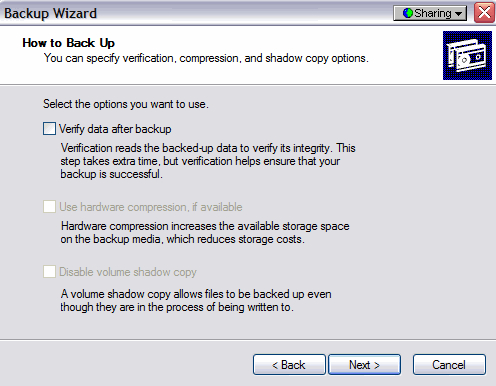 Backup Wizard
Sharing
How to Back Up
You can specify verification, compression, and shadow copy options.
Select the options you want to use.
Verify data after backup
Verification reads the backed-up data to verify its integrity. This
step takes extra time, but verification helps ensure that your
backup is successful.
Use hardware compression, if available
Hardware compression increases the available storage space
on the backup media, which reduces storage costs.
Disable volume shadow copy
A volume shadow copy allows files to be backed up even
though they are in the process of being written to.
< Back
Next >
Cancel